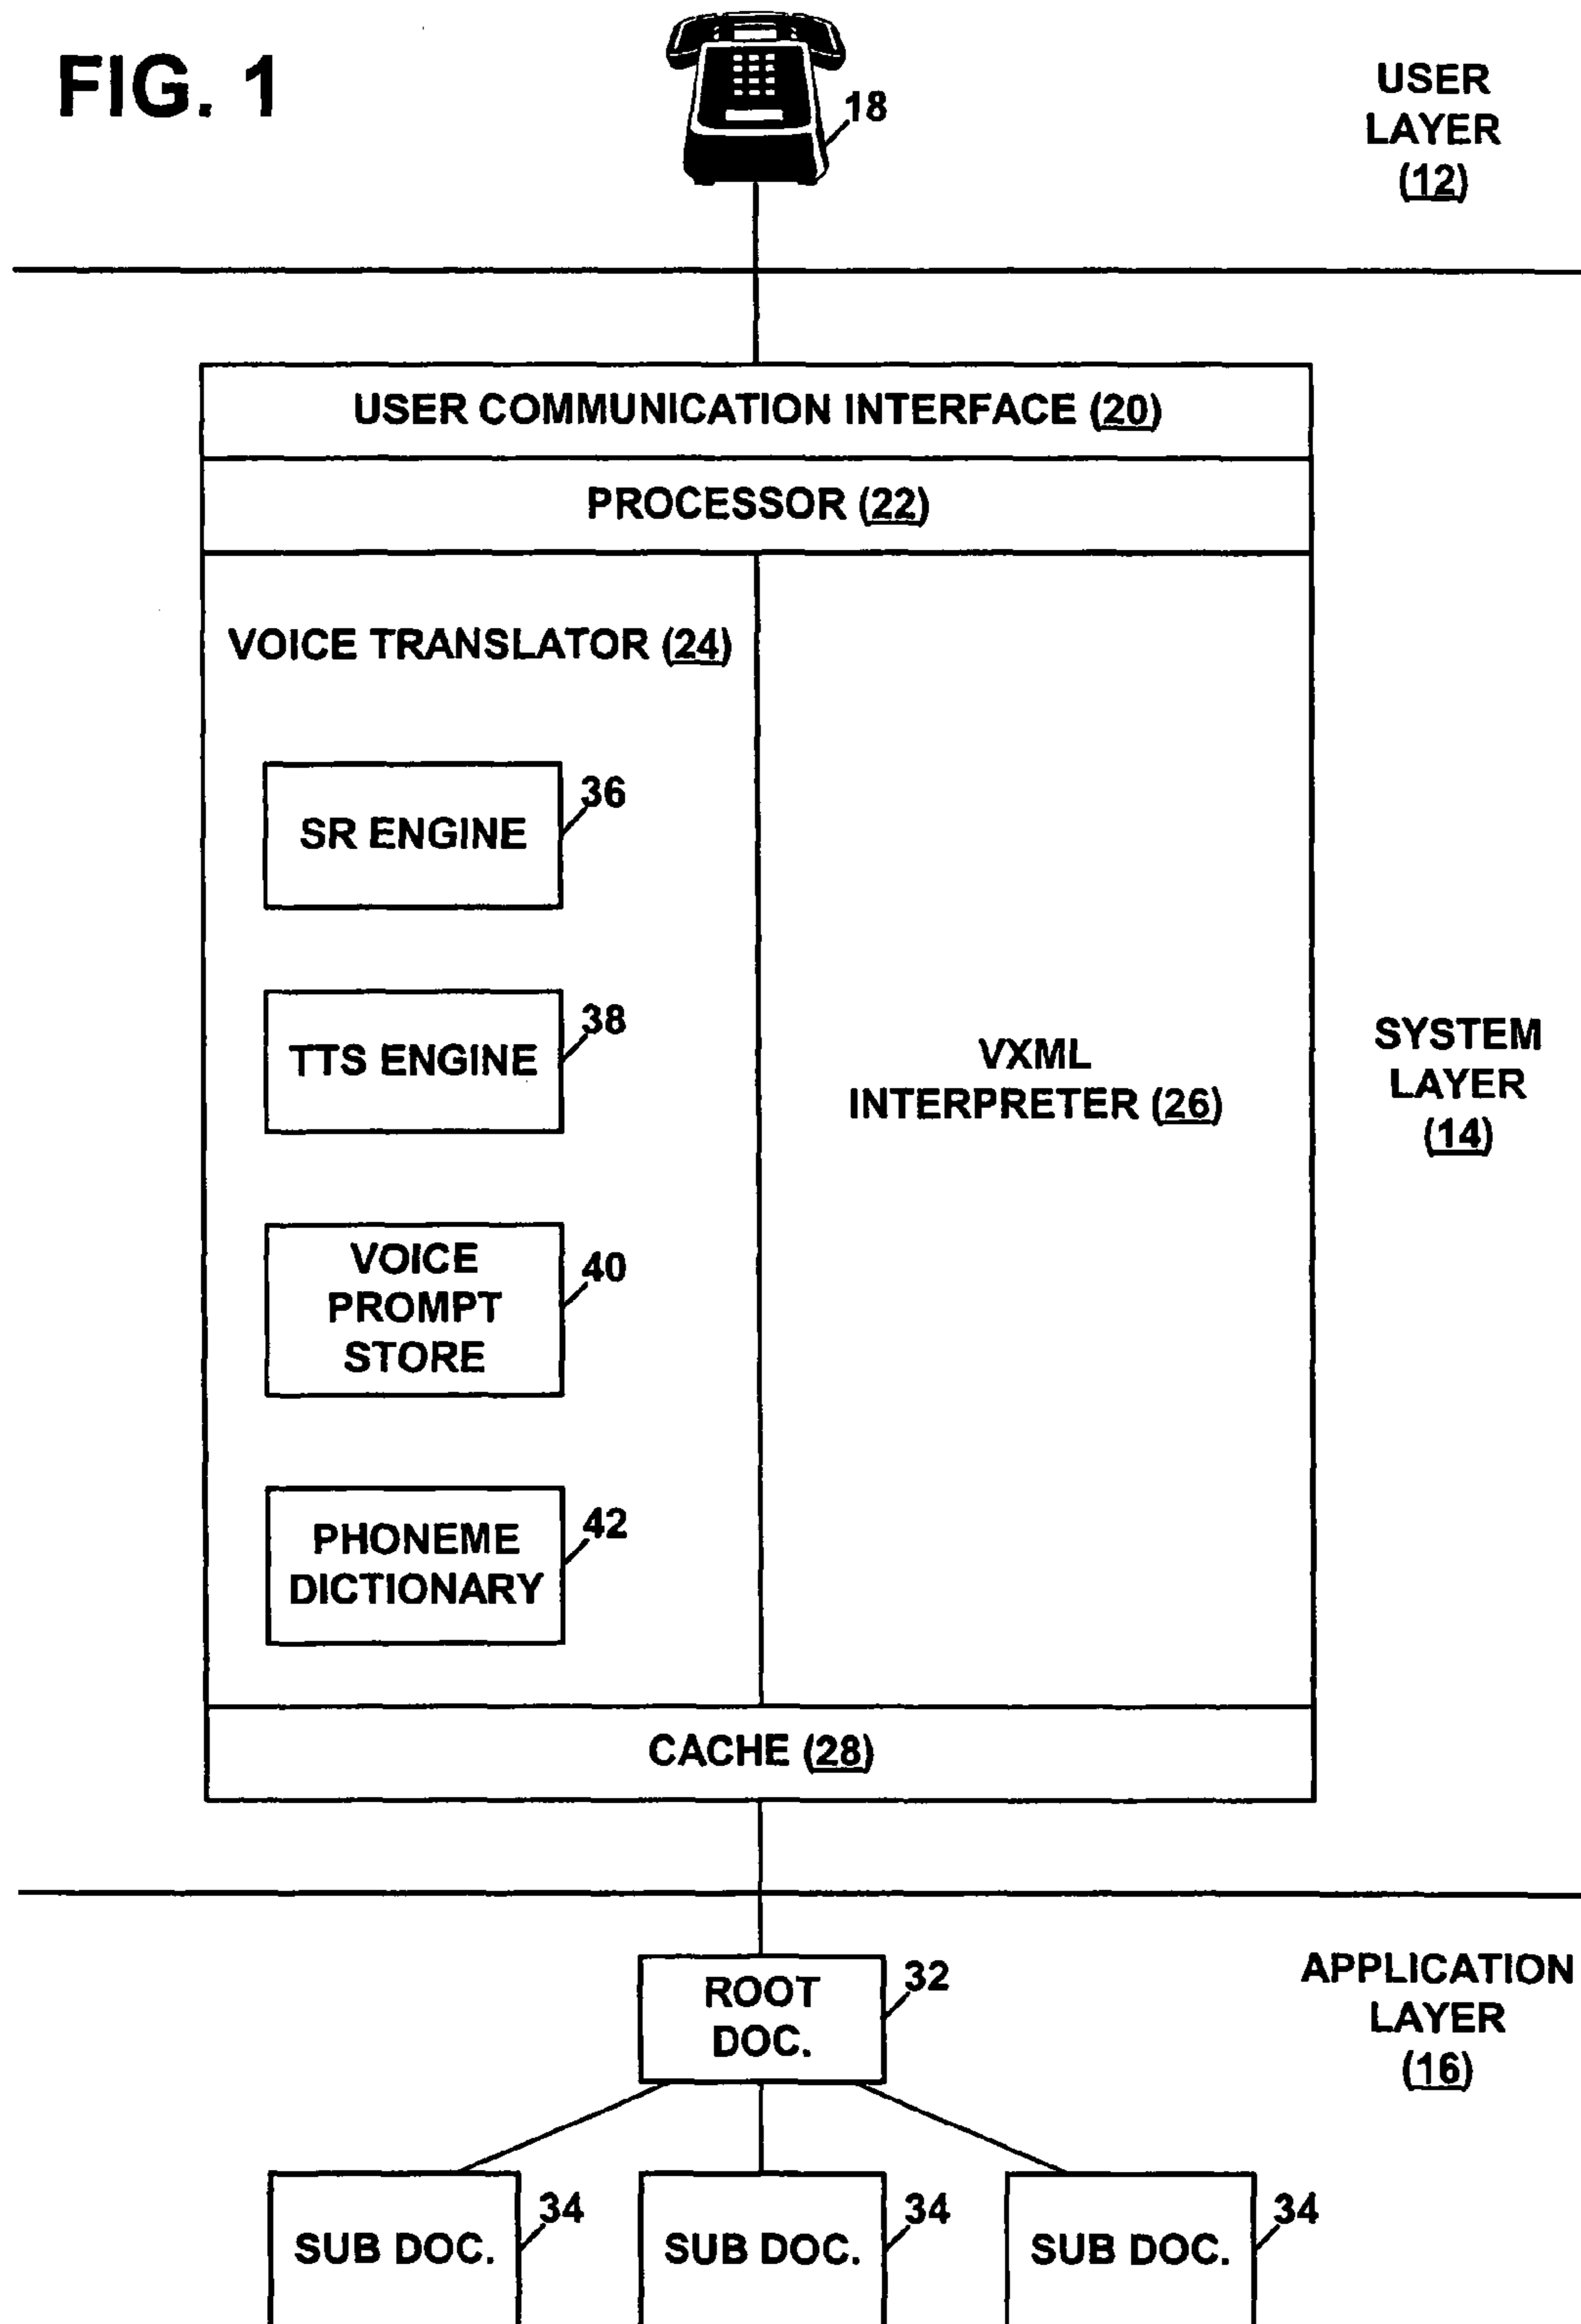 FIG. 1
18
USER
LAYER
(12)
USER COMMUNICATION INTERFACE (20)
PROCESSOR (22)
VOICE TRANSLATOR (24)
SR ENGINE
36
TTS ENGINE
38
VOICE
PROMPT
STORE
40
PHONEME
DICTIONARY
42
VXML
INTERPRETER (26)
SYSTEM
LAYER
(14)
CACHE (28)
ROOT
DOC.
32
APPLICATION
LAYER
(16)
SUB DOC.
34
SUB DOC.
34
SUB DOC.
34